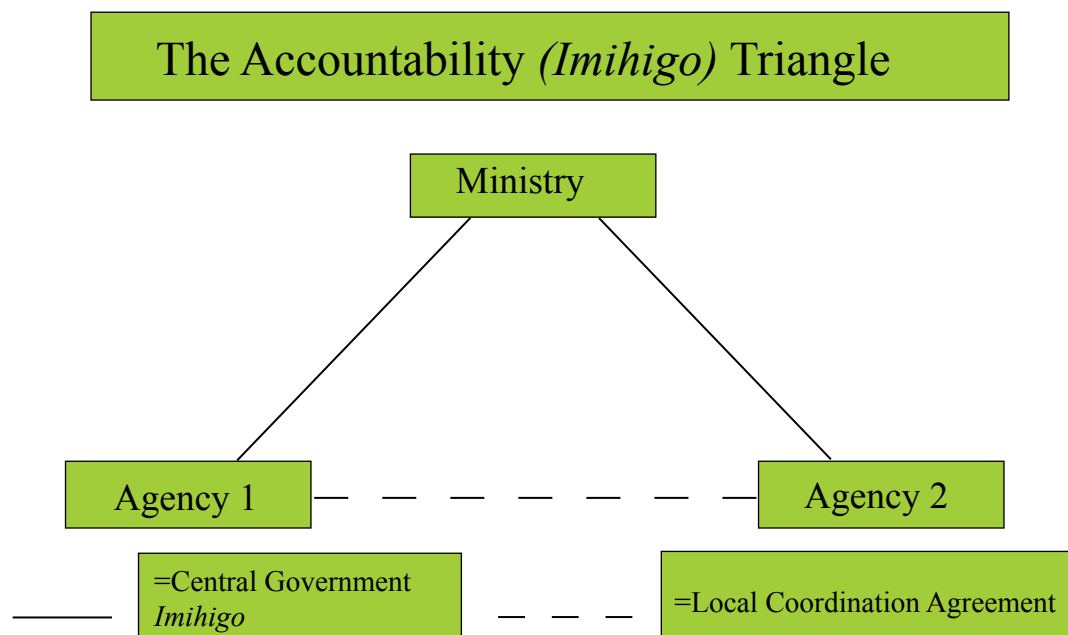 The Accountability (Imihigo) Triangle
Ministry
Agency 1
Agency 2
=Central Government
Imihigo
=Local Coordination Agreement